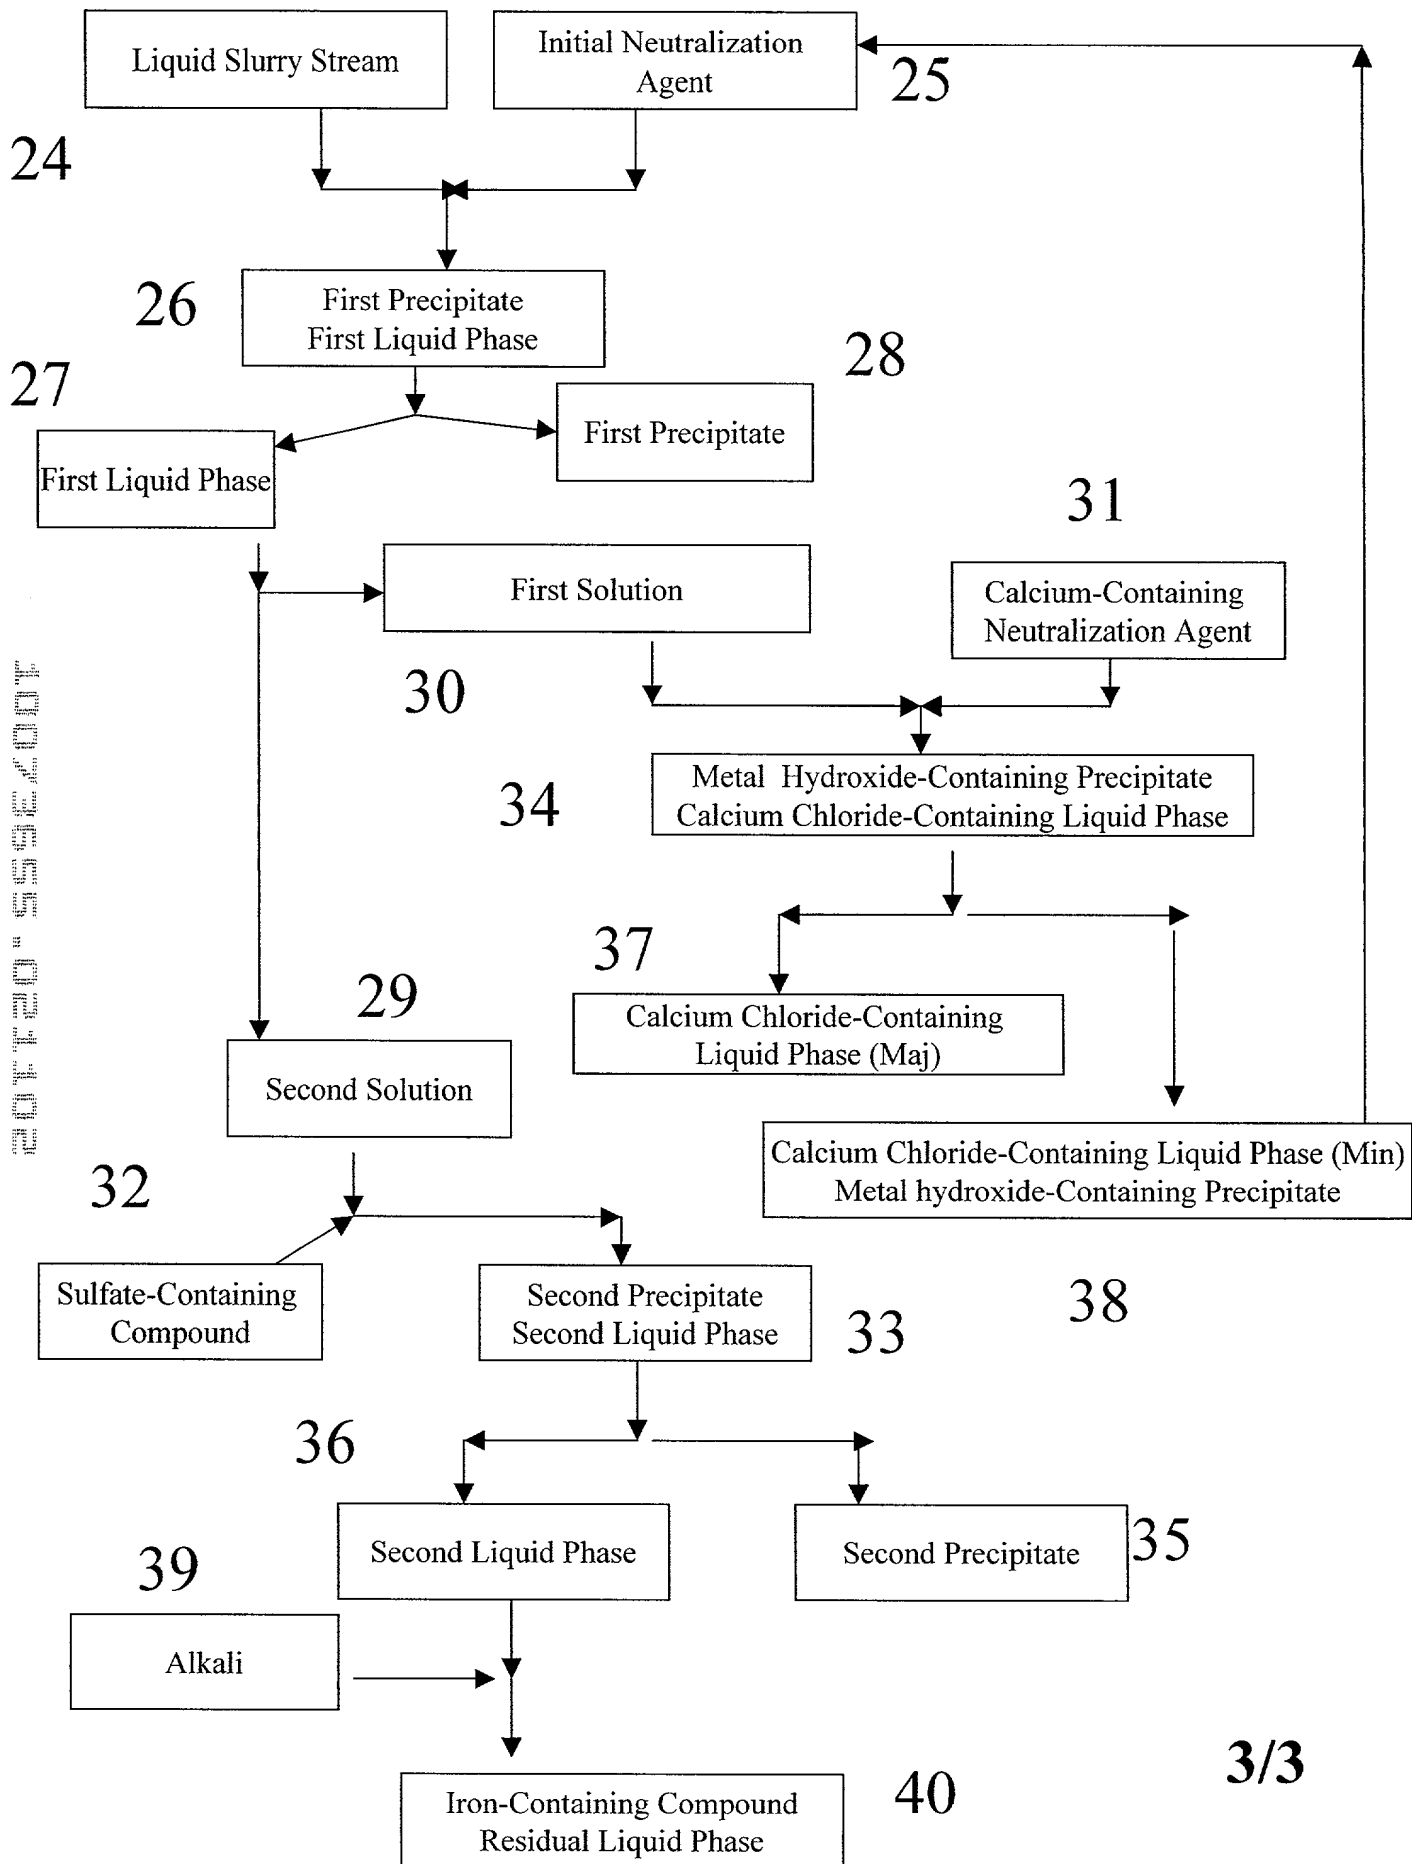 Liquid Slurry Stream
Initial Neutralization
Agent
25
24
26
First Precipitate
First Liquid Phase
28
27
First Precipitate
First Liquid Phase
31
First Solution
Calcium-Containing
Neutralization Agent
30
34
Metal Hydroxide-Containing Precipitate
Calcium Chloride-Containing Liquid Phase
37
29
Calcium Chloride-Containing
Liquid Phase (Maj)
Second Solution
Calcium Chloride-Containing Liquid Phase (Min)
Metal hydroxide-Containing Precipitate
32
Sulfate-Containing
Compound
Second Precipitate
Second Liquid Phase
33
38
36
Second Liquid Phase
Second Precipitate
35
39
Alkali
3/3
Iron-Containing Compound
Residual Liquid Phase
40
10073655.021102